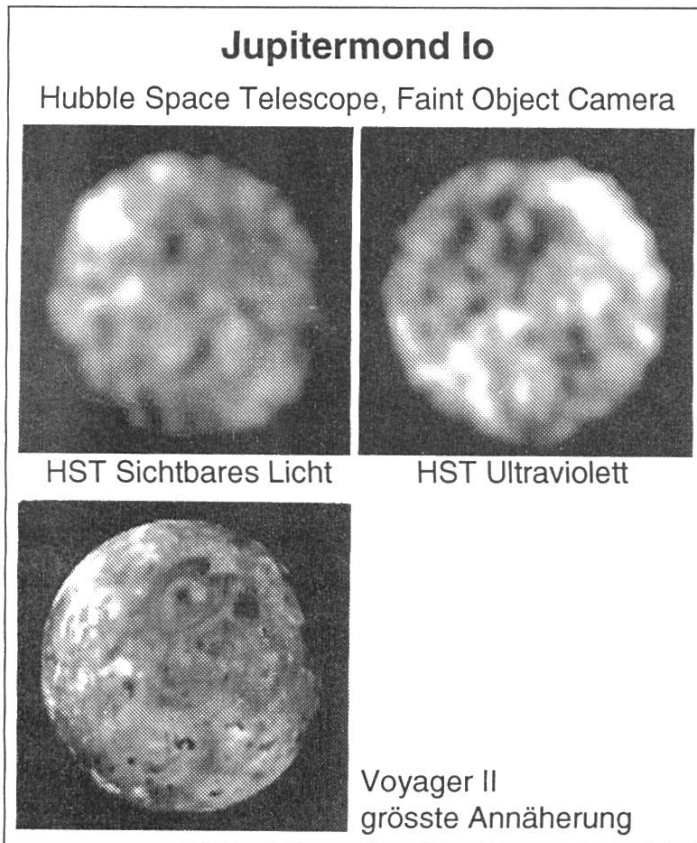 Jupitermond Io
Hubble Space Telescope, Faint Object Camera
HST Sichtbares Licht
HST Ultraviolett
Voyager II
grösste Annäherung